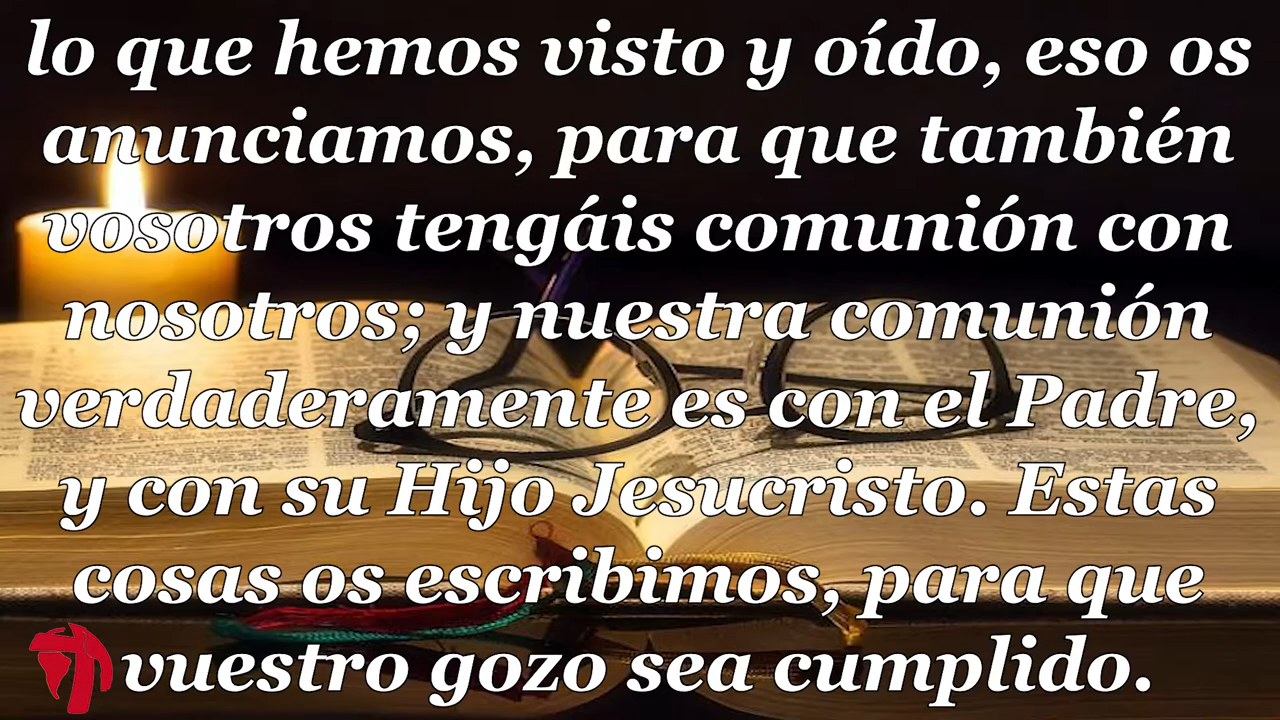 lo que hemos visto y oído, eso os
anunciamos, para que también
vosotros tengáis comunión con
nosotros; y nuestra comunión
verdaderamente es con el Padre,
y con su Hijo Jesucristo. Estas
cosas os escribimos, para que
vuestro gozo sea cumplido.